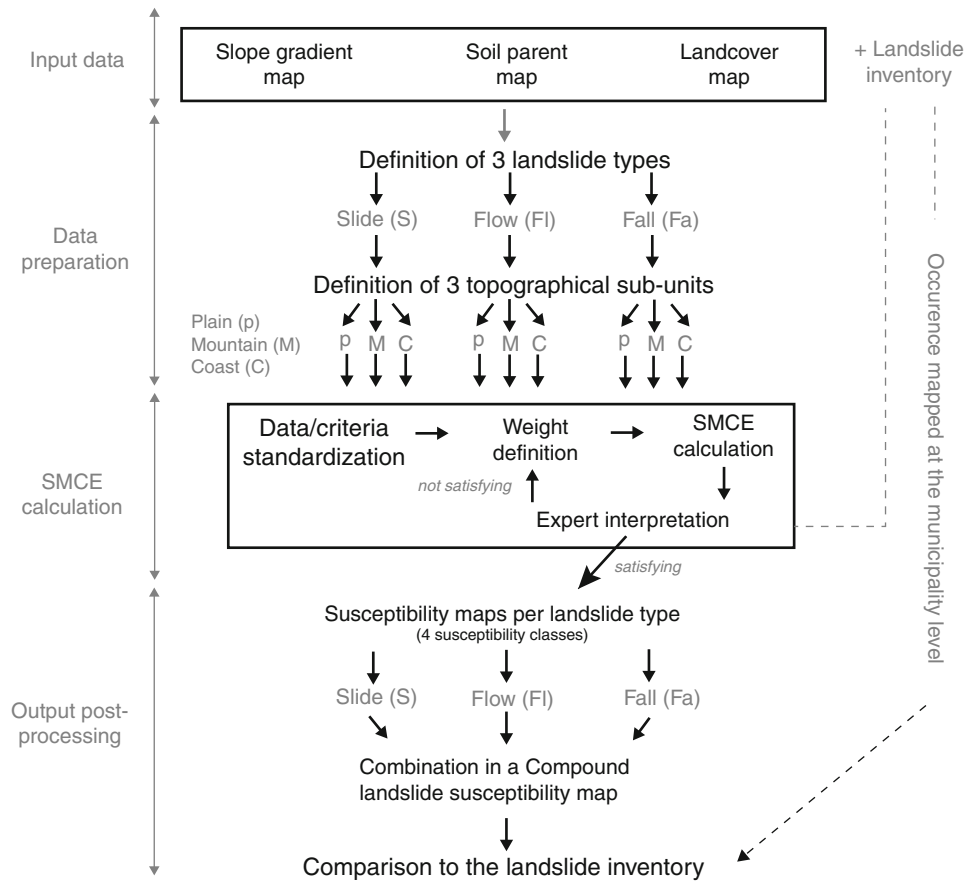 Input data
Slope gradient
map
Soil parent
map
Landcover
map
+ Landslide
inventory
Data
preparation
Definition of 3 landslide types
Slide (S)
Flow (Fl)
Fall (Fa)
Definition of 3 topographical sub-units
Plain (p)
Mountain (M)
Coast (C)
p M C
p M C
p M C
Occurence mapped at the municipality level
SMCE
calculation
Data/criteria
standardization
Weight
definition
SMCE
calculation
not satisfying
Expert interpretation
satisfying
Output post-
processing
Susceptibility maps per landslide type
(4 susceptibility classes)
Slide (S)
Flow (Fl)
Fall (Fa)
Combination in a Compound
landslide susceptibility map
Comparison to the landslide inventory